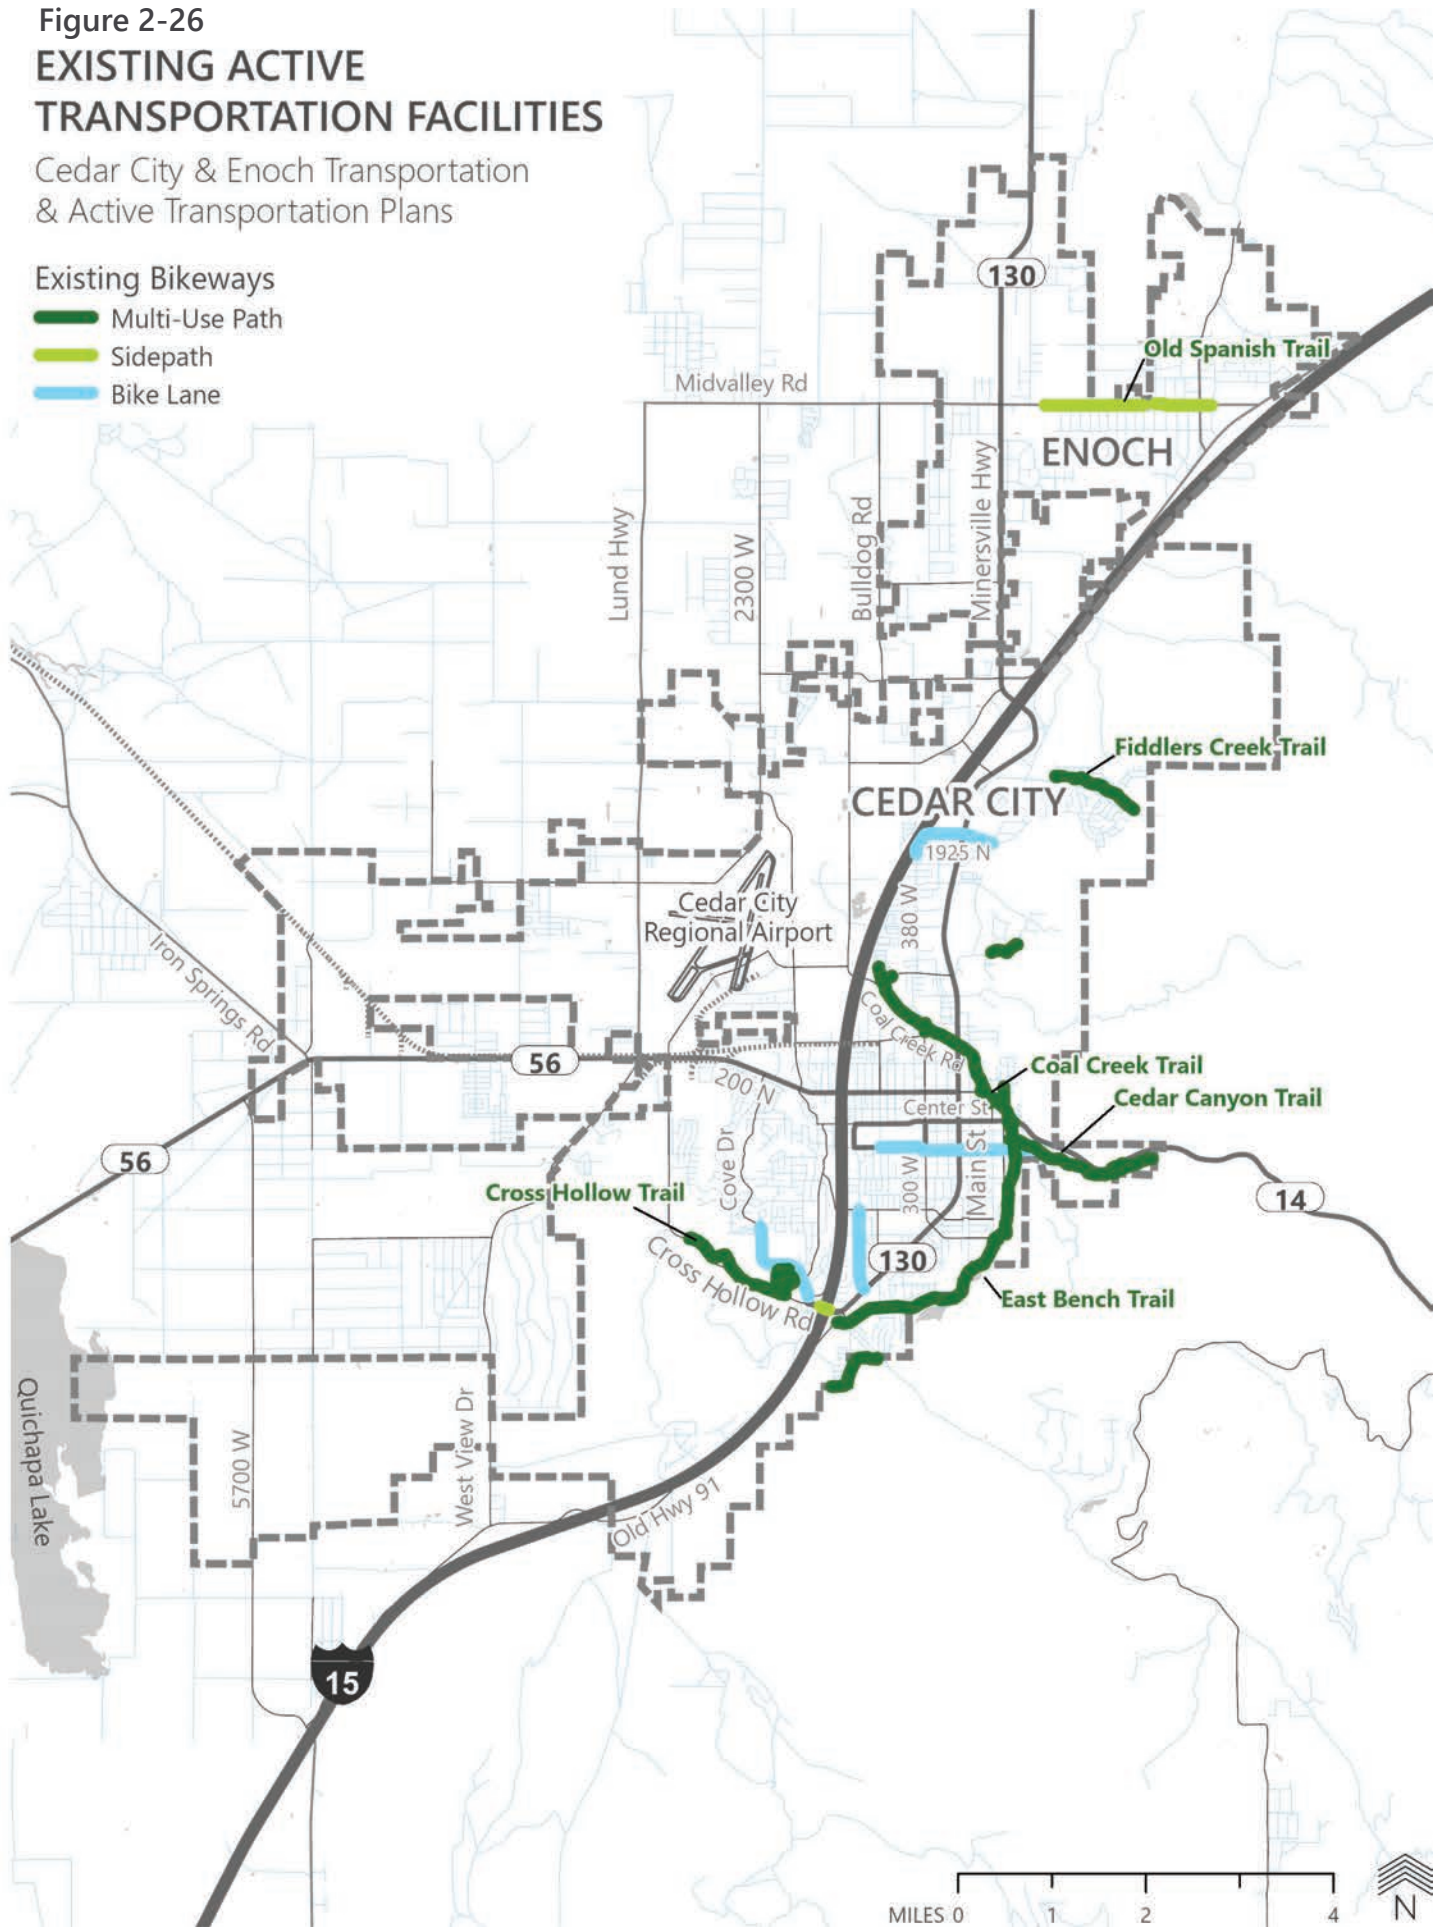 Figure 2-26
EXISTING ACTIVE
TRANSPORTATION FACILITIES
Cedar City & Enoch Transportation
& Active Transportation Plans
Existing Bikeways
Multi-Use Path
Sidepath
Bike Lane
130
Old Spanish Trail
Midvalley Rd
ENOCH
Lund Hwy
2300 W
Bulldog Rd
Minersville Hwy
Fiddlers Creek Trail
CEDAR CITY
1925 N
Cedar City
Regional Airport
380 W
Iron Springs Rd
Coal Creek Rd
56
200 N
Coal Creek Trail
Center St
Cedar Canyon Trail
56
Cove Dr
300 W
Main St
Cross Hollow Trail
14
Cross Hollow Rd
130
East Bench Trail
Quichapa Lake
5700 W
West View Dr
Old Hwy 91
15
MILES 0 1 2 4
N